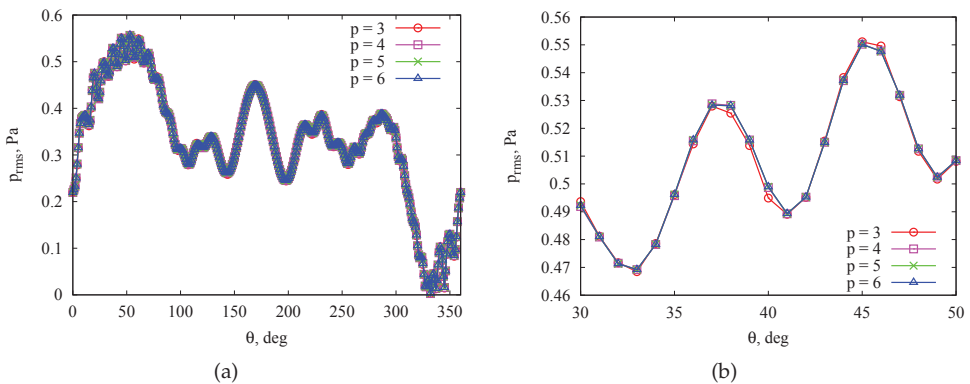 0.6
0.5
0.4
0.3
0.2
0.1
0
p_rms, Pa
0 50 100 150 200 250 300 350
θ, deg
p = 3
p = 4
p = 5
p = 6
(a)
0.56
0.55
0.54
0.53
0.52
0.51
0.5
0.49
0.48
0.47
0.46
p_rms, Pa
30 35 40 45 50
θ, deg
p = 3
p = 4
p = 5
p = 6
(b)